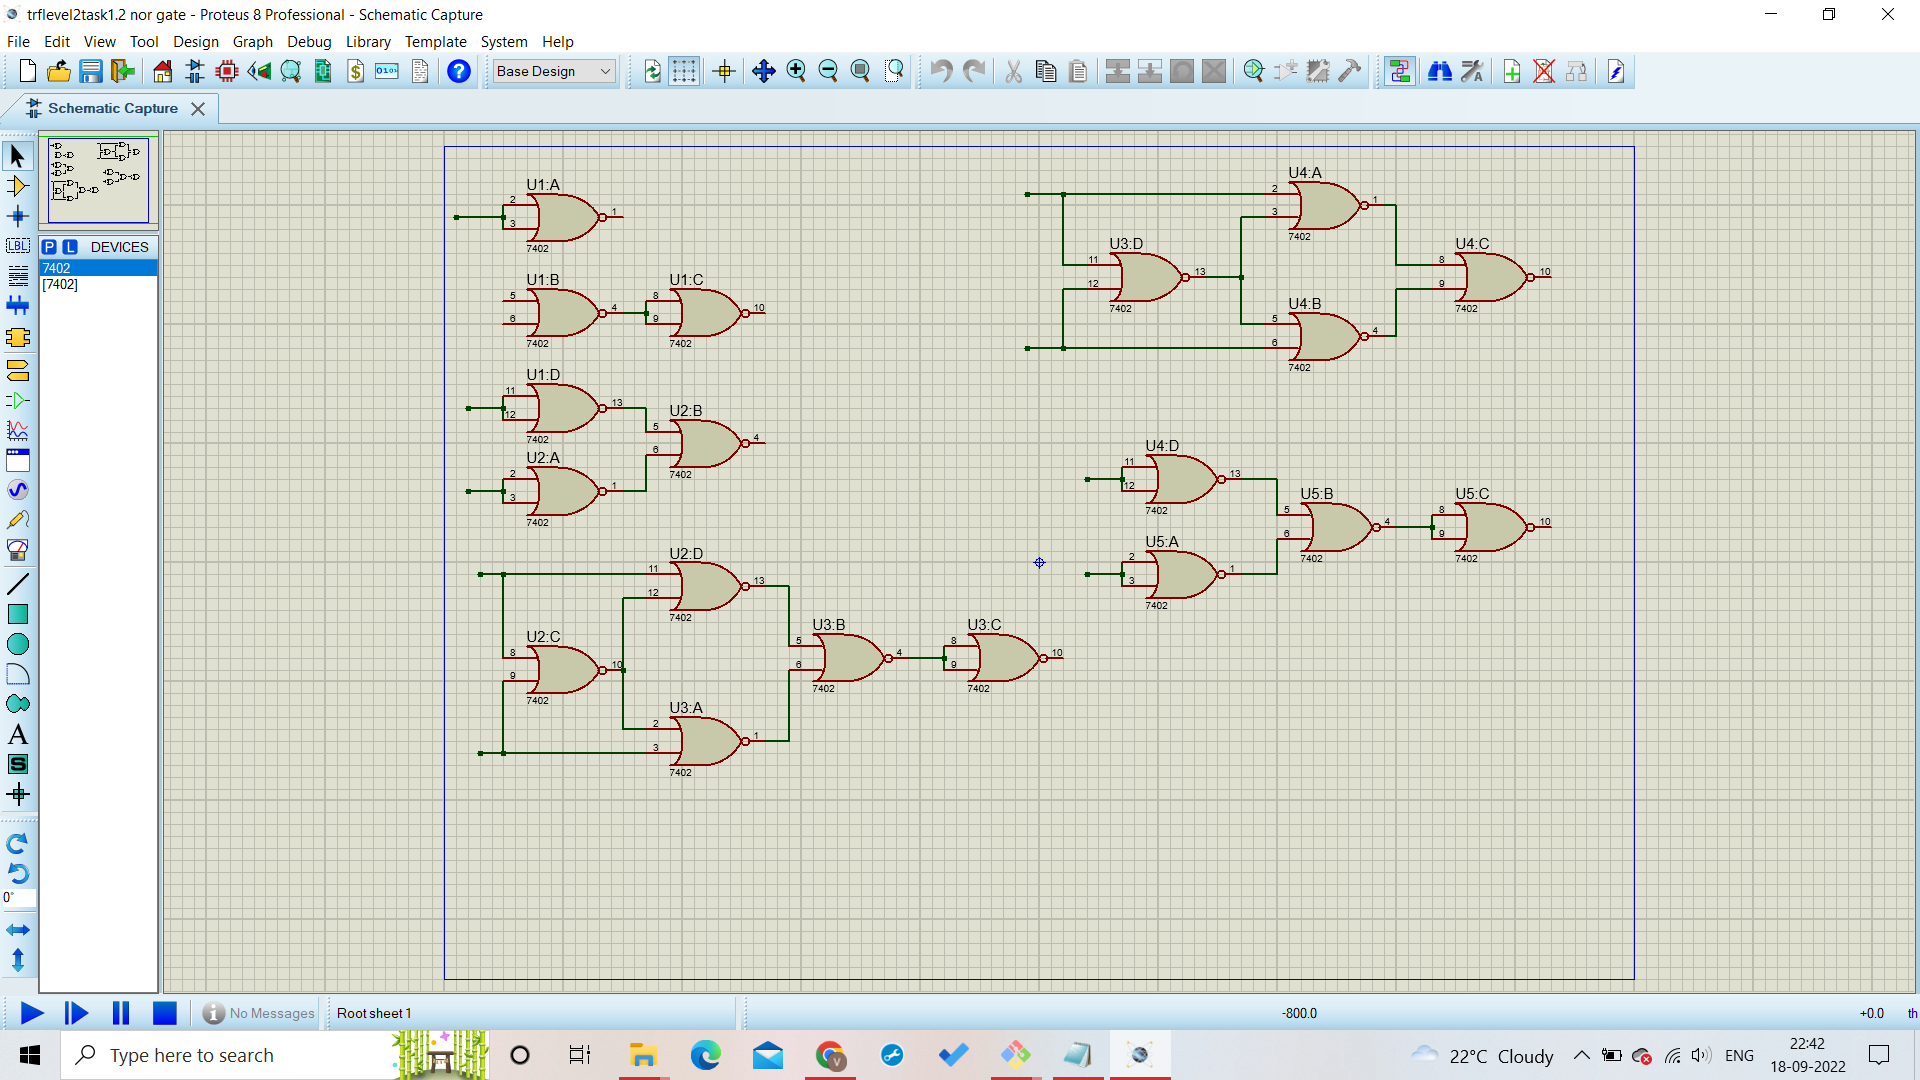 trflevel2task1.2 nor gate - Proteus 8 Professional - Schematic Capture
File Edit View Tool Design Graph Debug Library Template System Help
Base Design
Schematic Capture
P L DEVICES
7402
[7402]
LBL
A
S
0°
U1:A
2
3
1
7402
U1:B
5
6
4
7402
U1:C
8
9
10
7402
U1:D
11
12
13
7402
U2:A
2
3
1
7402
U2:B
5
6
4
7402
U2:D
11
12
13
7402
U2:C
8
9
10
7402
U3:A
2
3
1
7402
U3:B
5
6
4
7402
U3:C
8
9
10
7402
U4:A
2
3
1
7402
U3:D
11
12
13
7402
U4:B
5
6
4
7402
U4:C
8
9
10
7402
U4:D
11
12
13
7402
U5:A
2
3
1
7402
U5:B
5
6
4
7402
U5:C
8
9
10
7402
No Messages
Root sheet 1
-800.0
+0.0
th
Type here to search
22°C Cloudy
ENG
22:42
18-09-2022